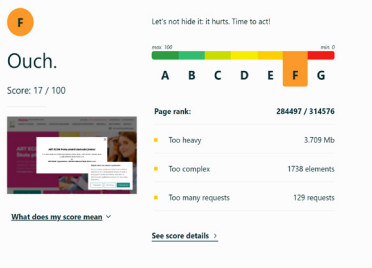 F
Let's not hide it: it hurts. Time to act!
Ouch.
max. 100 min. 0
A B C D E F G
Score: 17 / 100
Page rank: 284497 / 314576
Too heavy 3.709 Mb
Too complex 1738 elements
Too many requests 129 requests
What does my score mean
See score details >